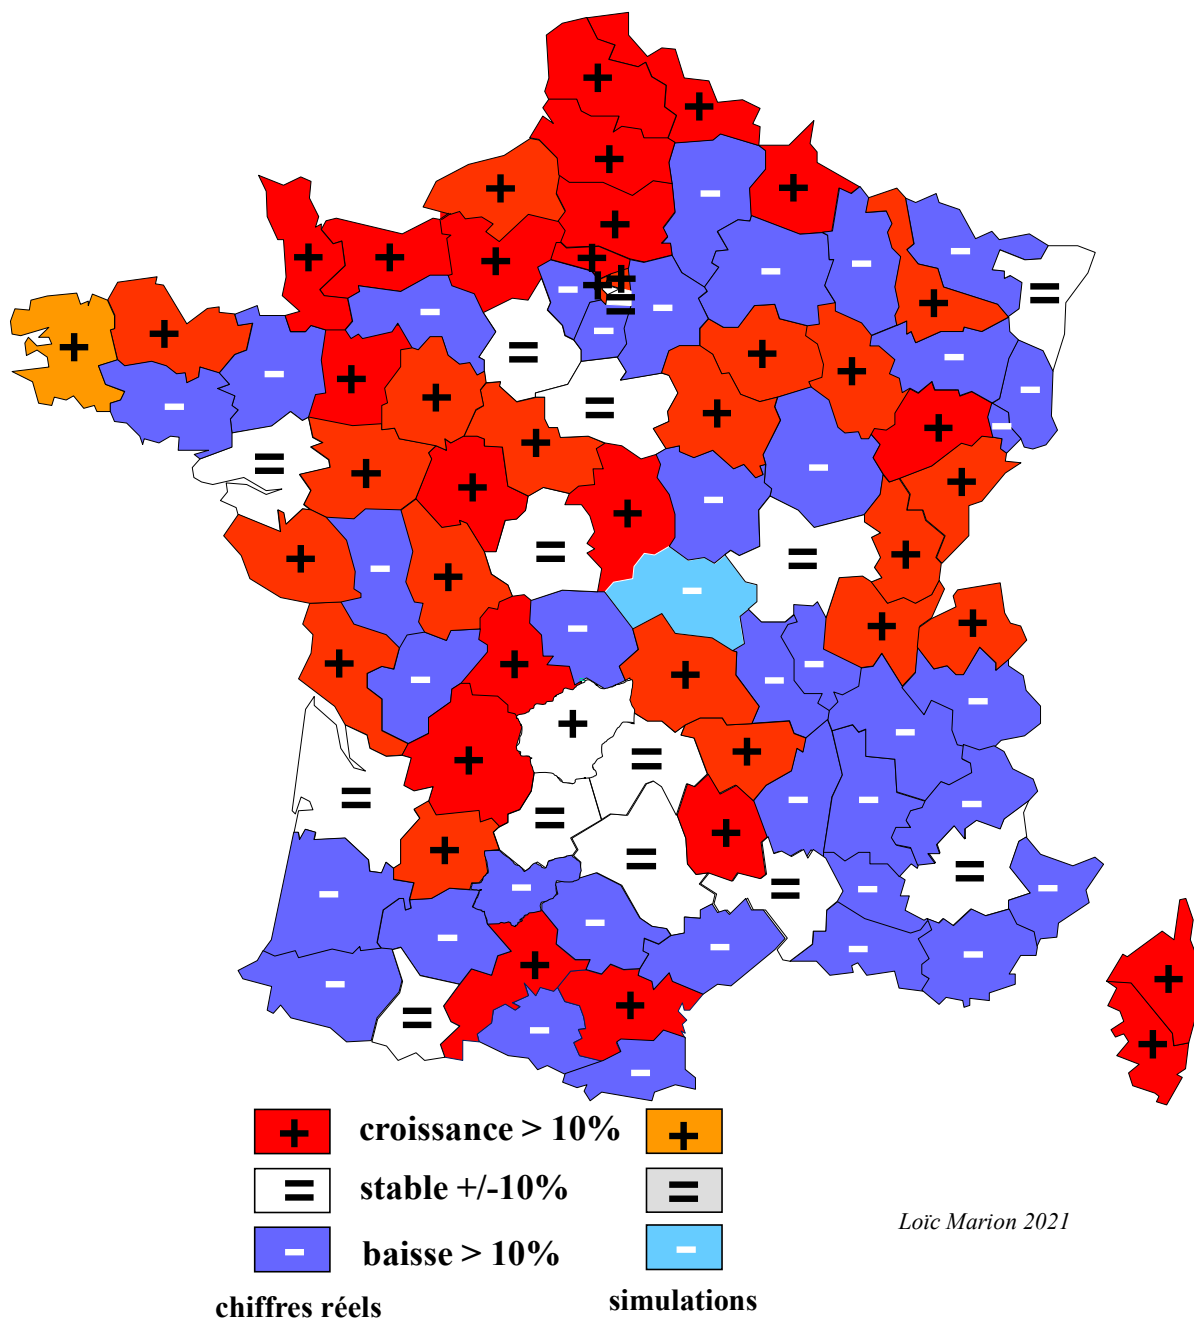 croissance > 10%
stable +/-10%
baisse > 10%
chiffres réels
simulations
Loïc Marion 2021